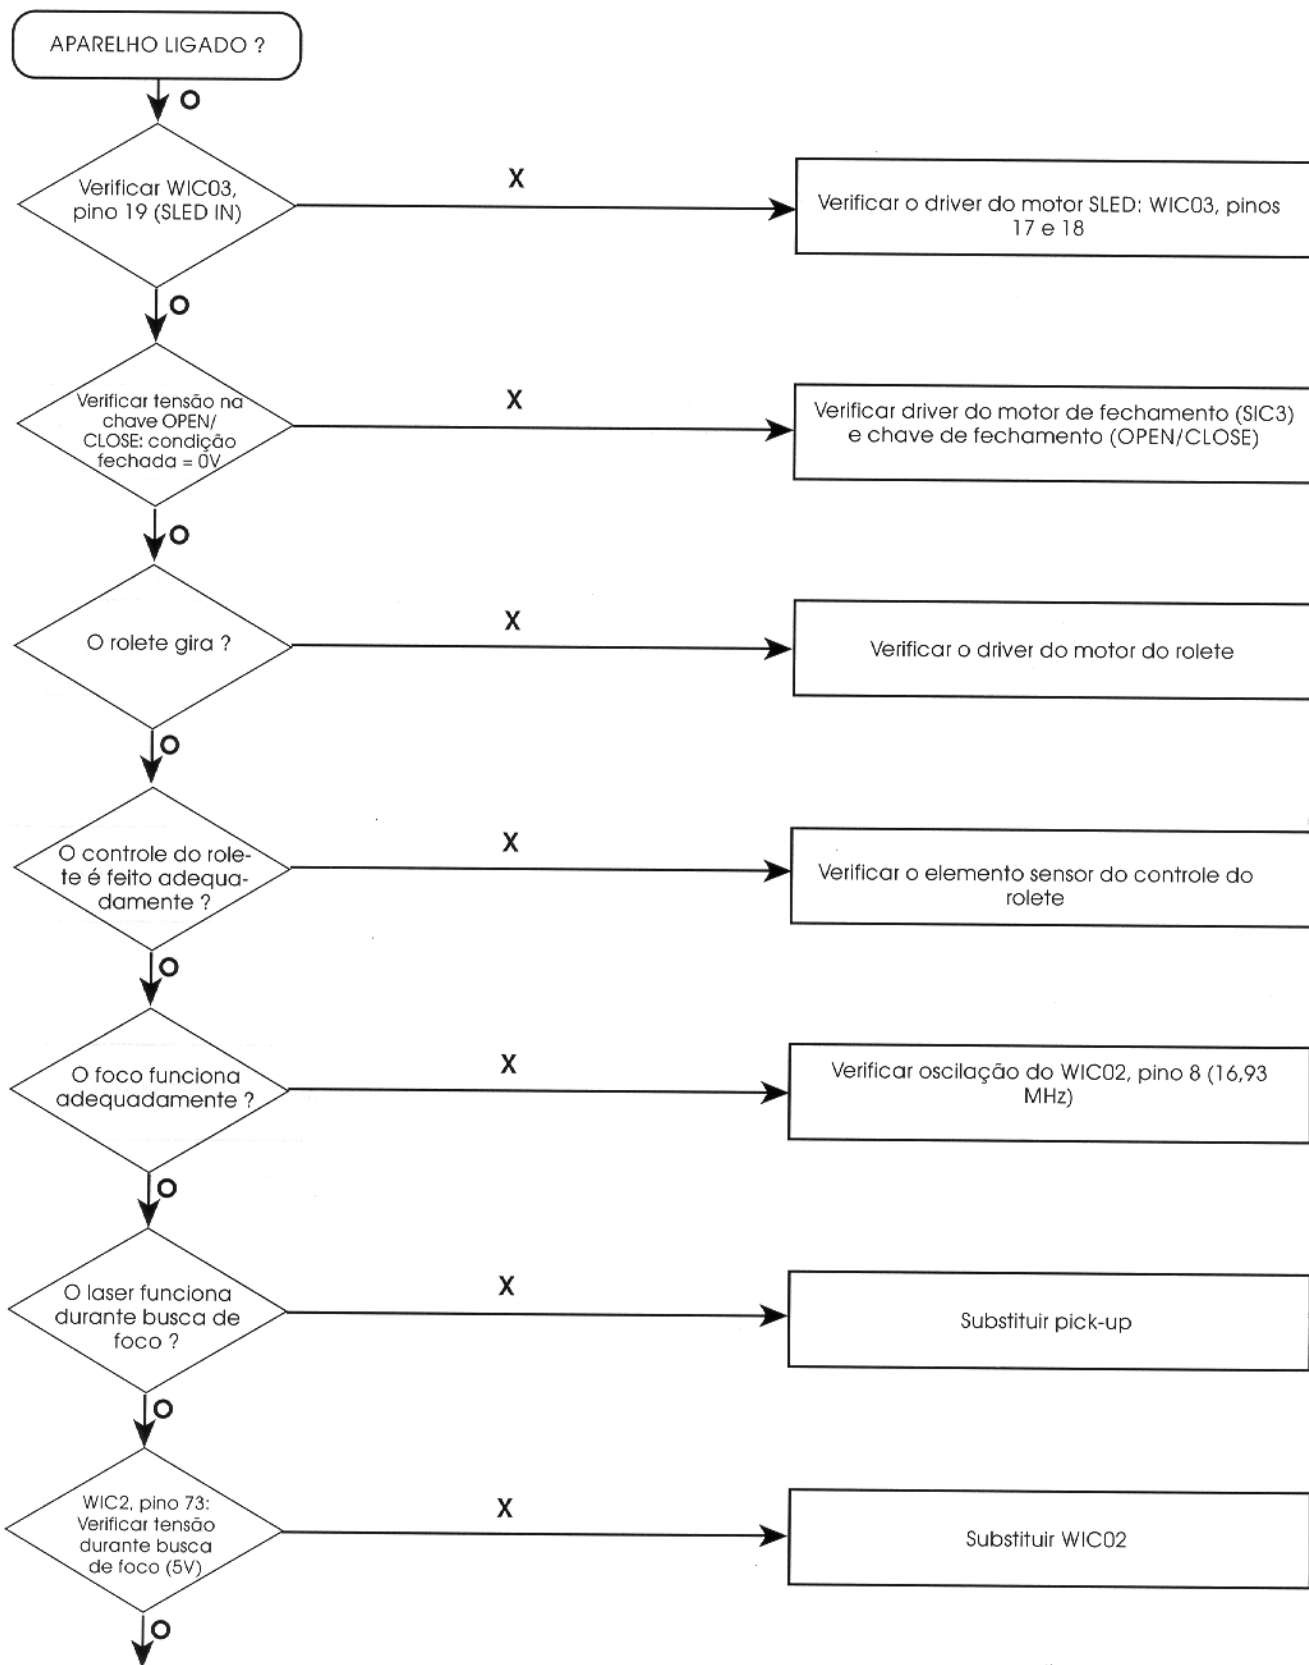 APARELHO LIGADO ?
O
Verificar WIC03,
pino 19 (SLED IN)
X
Verificar o driver do motor SLED: WIC03, pinos
17 e 18
O
Verificar tensão na
chave OPEN/
CLOSE: condição
fechada = 0V
X
Verificar driver do motor de fechamento (SIC3)
e chave de fechamento (OPEN/CLOSE)
O
O rolete gira ?
X
Verificar o driver do motor do rolete
O
O controle do role-
te é feito adequa-
damente ?
X
Verificar o elemento sensor do controle do
rolete
O
O foco funciona
adequadamente ?
X
Verificar oscilação do WIC02, pino 8 (16,93
MHz)
O
O laser funciona
durante busca de
foco ?
X
Substituir pick-up
O
WIC2, pino 73:
Verificar tensão
durante busca
de foco (5V)
X
Substituir WIC02
O